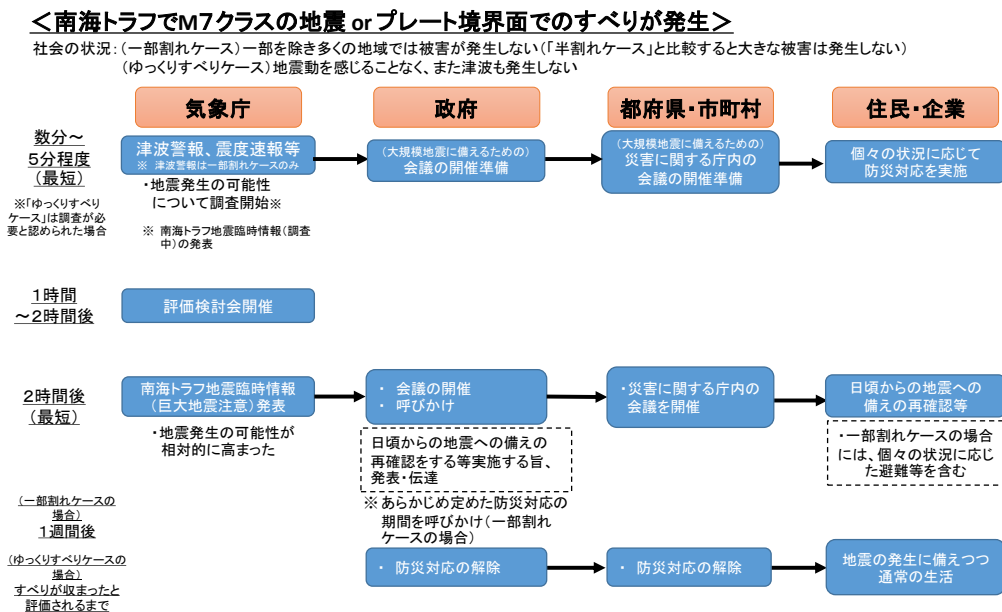 ＜南海トラフでM７クラスの地震 or プレート境界面でのすべりが発生＞
社会の状況：（一部割れケース）一部を除き多くの地域では被害が発生しない（「半割れケース」と比較すると大きな被害は発生しない）
（ゆっくりすべりケース）地震動を感じることなく、また津波も発生しない
気象庁
政府
都府県・市町村
住民・企業
数分～
５分程度
（最短）
※「ゆっくりすべり
ケース」は調査が必
要と認められた場合
津波警報、震度速報等
※ 津波警報は一部割れケースのみ
・地震発生の可能性
について調査開始※
※ 南海トラフ地震臨時情報（調査
中）の発表
（大規模地震に備えるための）
会議の開催準備
（大規模地震に備えるための）
災害に関する庁内の
会議の開催準備
個々の状況に応じて
防災対応を実施
１時間
～２時間後
評価検討会開催
２時間後
（最短）
南海トラフ地震臨時情報
（巨大地震注意）発表
・地震発生の可能性が
相対的に高まった
・ 会議の開催
・ 呼びかけ
日頃からの地震への備えの
再確認をする等実施する旨、
発表・伝達
※あらかじめ定めた防災対応の
期間を呼びかけ（一部割れ
ケースの場合）
・災害に関する庁内の
会議を開催
日頃からの地震への
備えの再確認等
・一部割れケースの場合
には、個々の状況に応じ
た避難等を含む
（一部割れケースの
場合）
１週間後
（ゆっくりすべりケースの
場合）
すべりが収まったと
評価されるまで
・ 防災対応の解除
・ 防災対応の解除
地震の発生に備えつつ
通常の生活